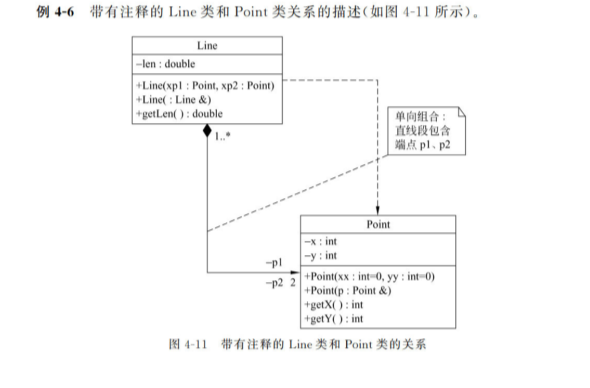 例 4-6 带有注释的 Line 类和 Point 类关系的描述(如图 4-11 所示)。
Line
-len : double
+Line(xp1 : Point, xp2 : Point)
+Line( : Line &)
+getLen( ) : double
1..*
单向组合：
直线段包含
端点 p1、p2
Point
-x : int
-y : int
+Point(xx : int=0, yy : int=0)
+Point(p : Point &)
+getX( ) : int
+getY( ) : int
-p1
-p2 2
图 4-11 带有注释的 Line 类和 Point 类的关系